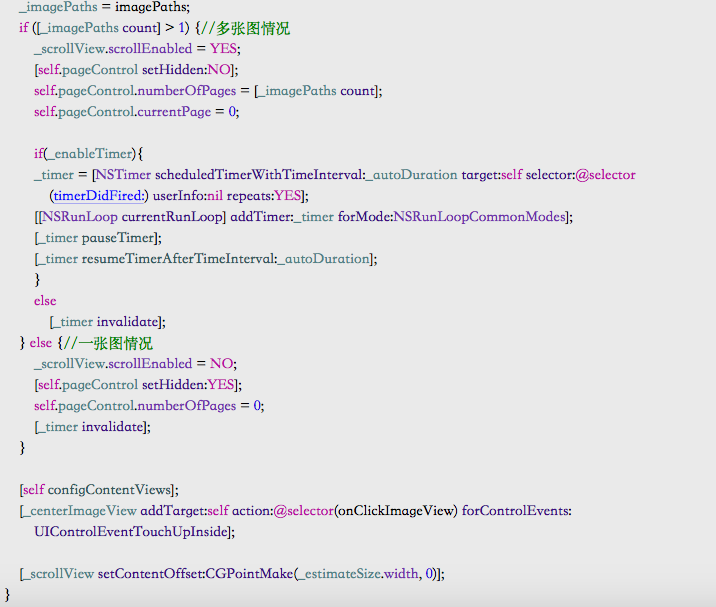 _imagePaths = imagePaths;
if ([_imagePaths count] > 1) {//多张图情况
_scrollView.scrollEnabled = YES;
[self.pageControl setHidden:NO];
self.pageControl.numberOfPages = [_imagePaths count];
self.pageControl.currentPage = 0;
if(_enableTimer){
_timer = [NSTimer scheduledTimerWithTimeInterval:_autoDuration target:self selector:@selector
(timerDidFired:) userInfo:nil repeats:YES];
[[NSRunLoop currentRunLoop] addTimer:_timer forMode:NSRunLoopCommonModes];
[_timer pauseTimer];
[_timer resumeTimerAfterTimeInterval:_autoDuration];
}
else
[_timer invalidate];
} else {//一张图情况
_scrollView.scrollEnabled = NO;
[self.pageControl setHidden:YES];
self.pageControl.numberOfPages = 0;
[_timer invalidate];
}
[self configContentViews];
[_centerImageView addTarget:self action:@selector(onClickImageView) forControlEvents:
UIControlEventTouchUpInside];
[_scrollView setContentOffset:CGPointMake(_estimateSize.width, 0)];
}